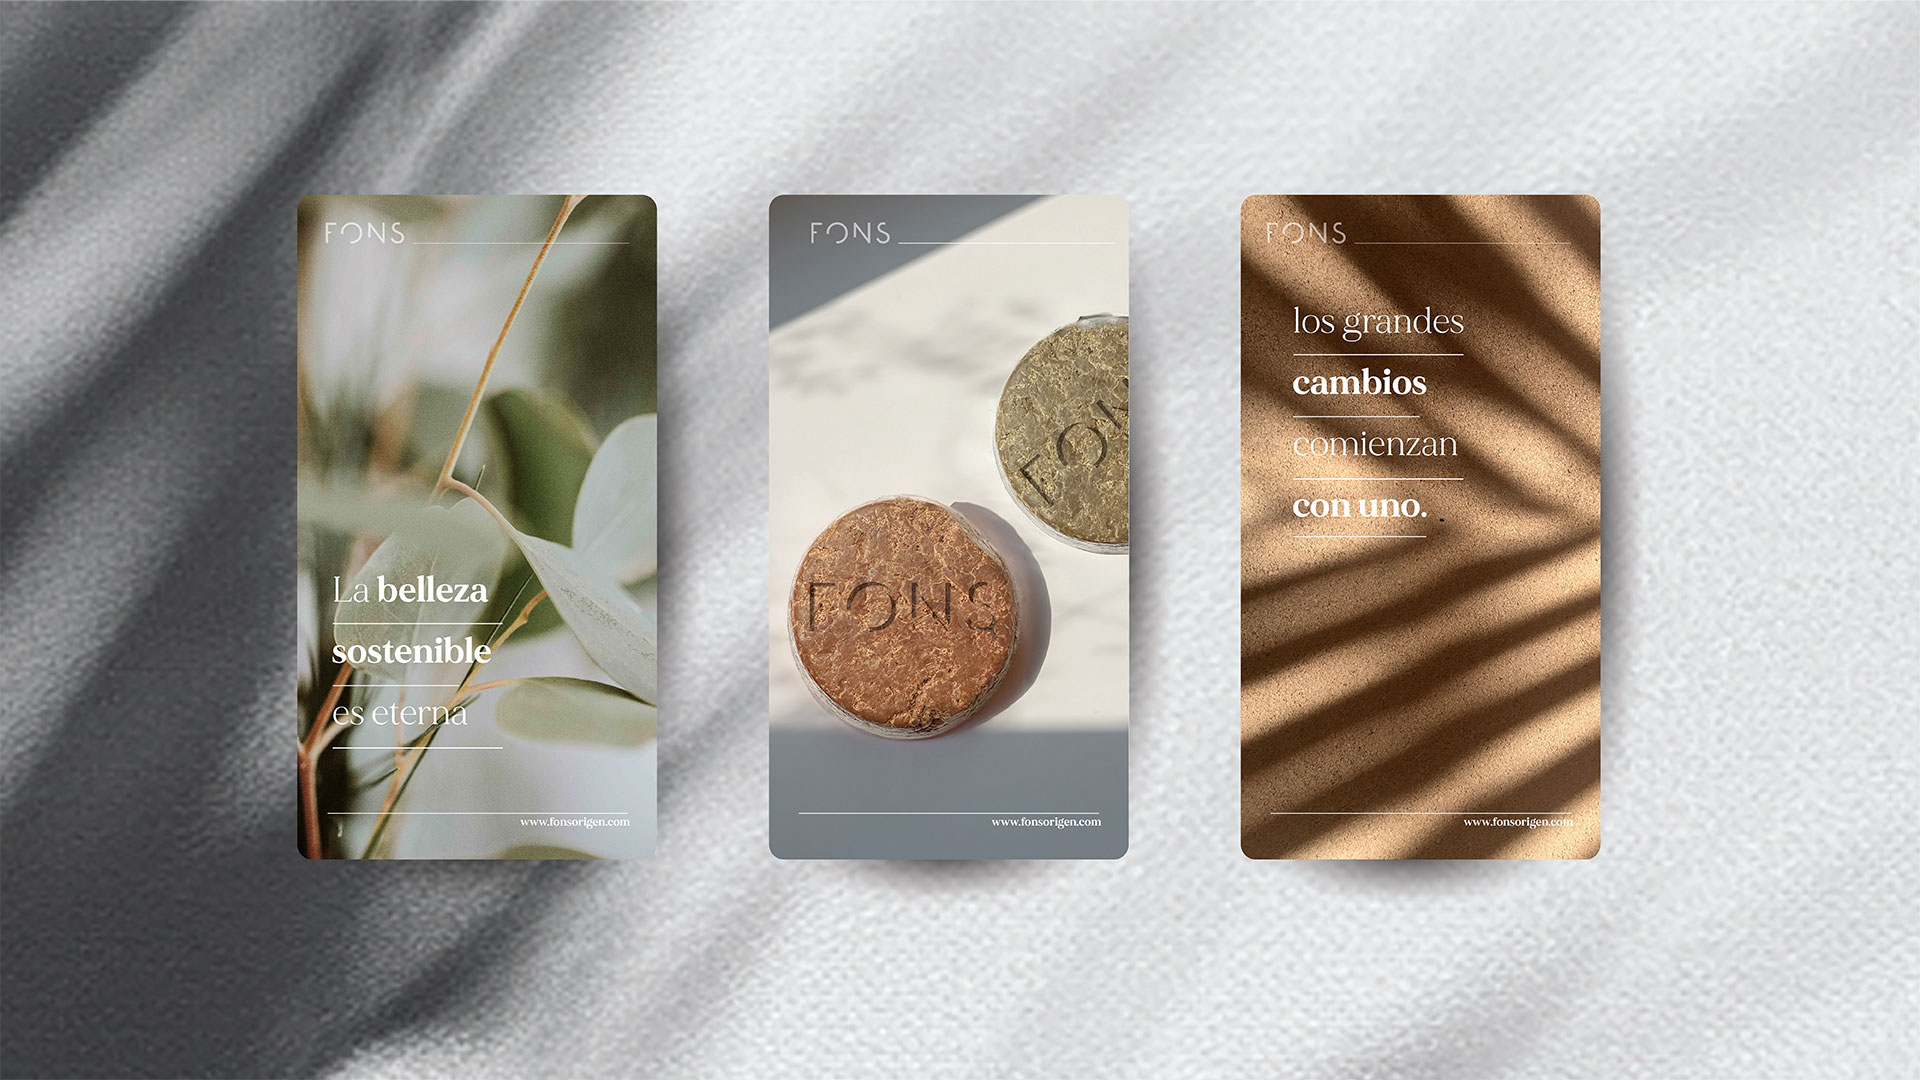 FONS
La belleza
sostenible
es eterna
www.fonsorigen.com
FONS
FON
FONS
www.fonsorigen.com
FONS
los grandes
cambios
comienzan
con uno.
www.fonsorigen.com